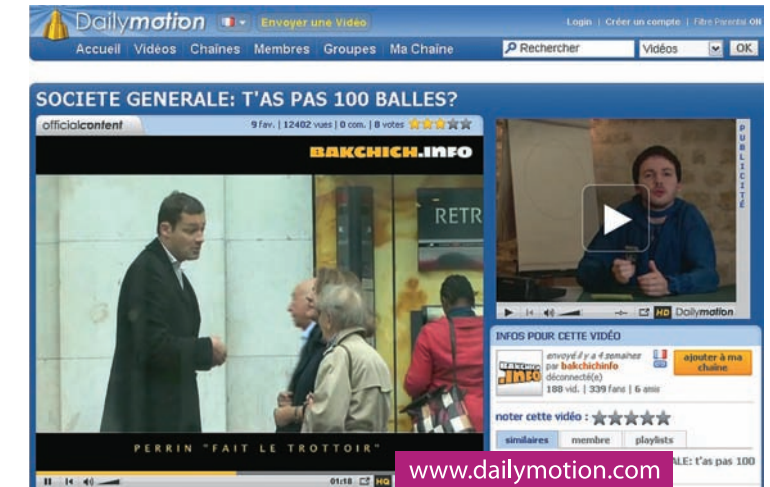 Dailymotion Envoyer une Vidéo Login | Créer un compte | Filtre Parental ON
Accueil Vidéos Chaînes Membres Groupes Ma Chaîne Rechercher Vidéos OK
SOCIETE GENERALE: T'AS PAS 100 BALLES?
officialcontent 9 fav. | 12402 vues | 0 com. | 8 votes
BAKCHICH.INFO
PUBLICITÉ
RETR
HD Dailymotion
INFOS POUR CETTE VIDÉO
BAKCHICH.INFO
envoyé il y a 4 semaines
par bakchichinfo
déconnecté(e)
188 vid. | 339 fans | 6 amis
ajouter à ma chaîne
noter cette vidéo :
similaires membre playlists
PERRIN "FAIT LE TROTTOIR"
ALE: t'as pas 100
01:18 HQ
www.dailymotion.com